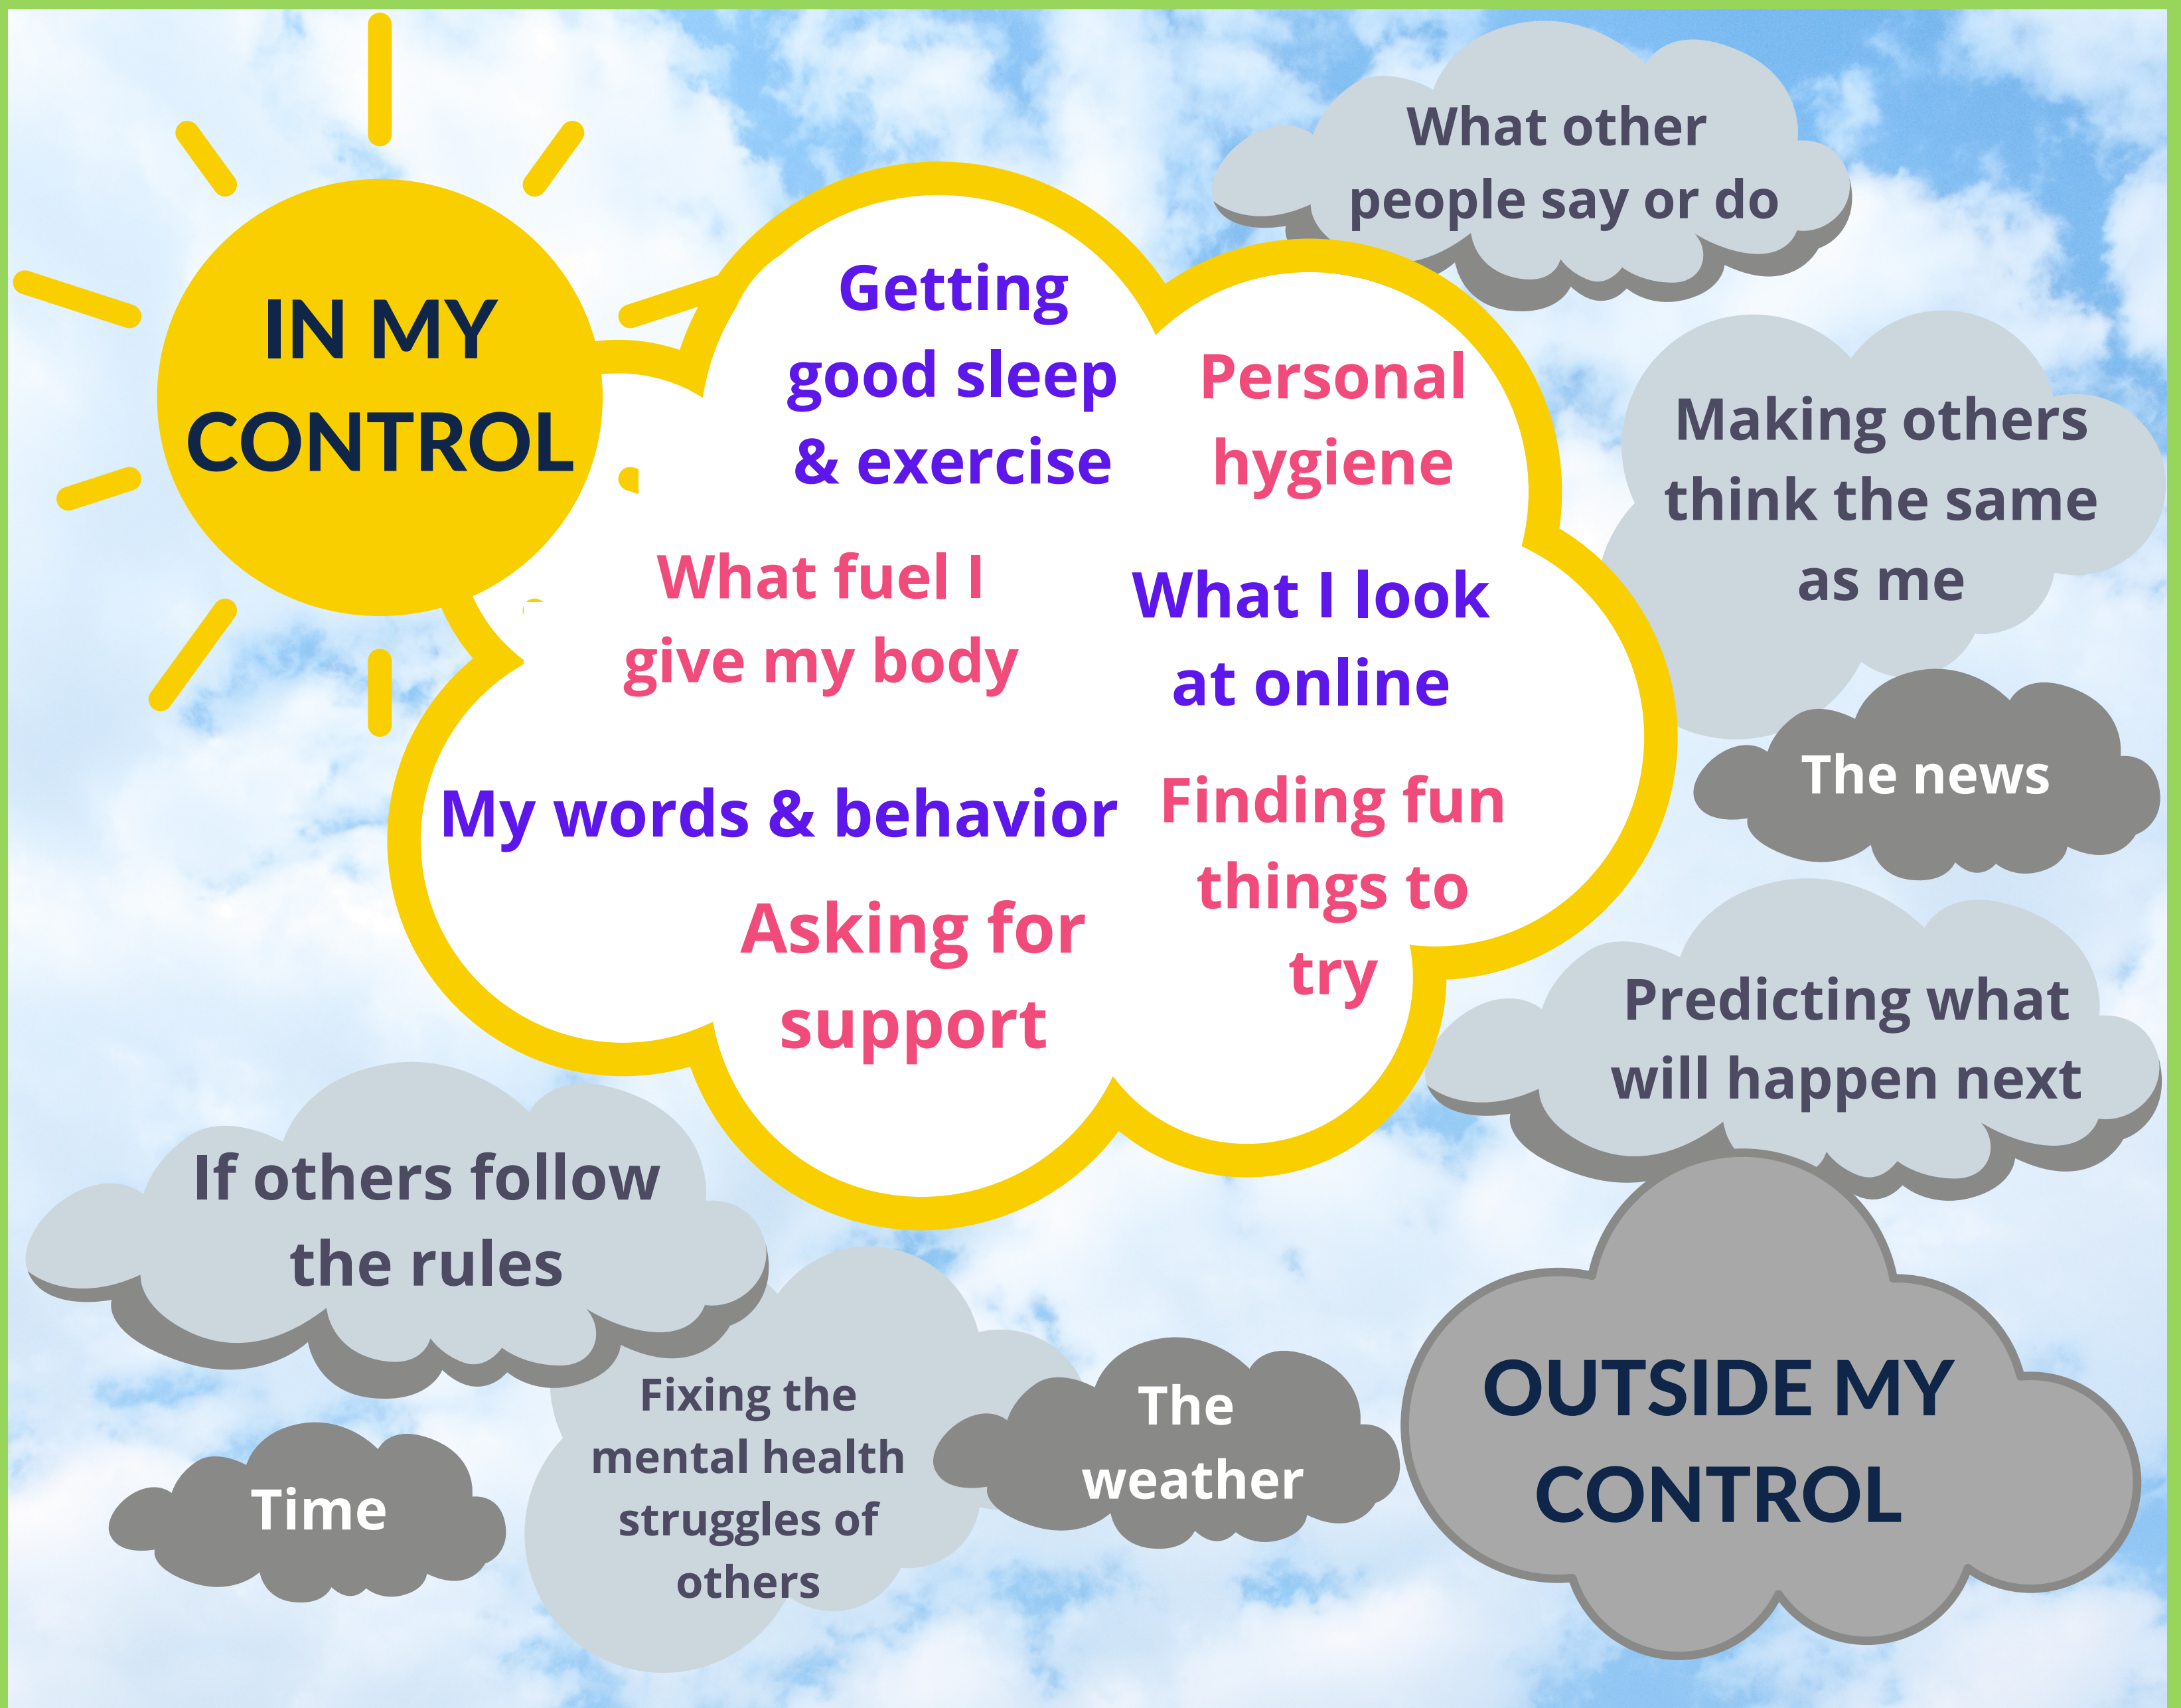 IN MY
CONTROL
Getting
good sleep
& exercise
Personal
hygiene
What fuel I
give my body
What I look
at online
My words & behavior
Finding fun
things to
try
Asking for
support
What other
people say or do
Making others
think the same
as me
The news
Predicting what
will happen next
If others follow
the rules
Time
Fixing the
mental health
struggles of
others
The
weather
OUTSIDE MY
CONTROL